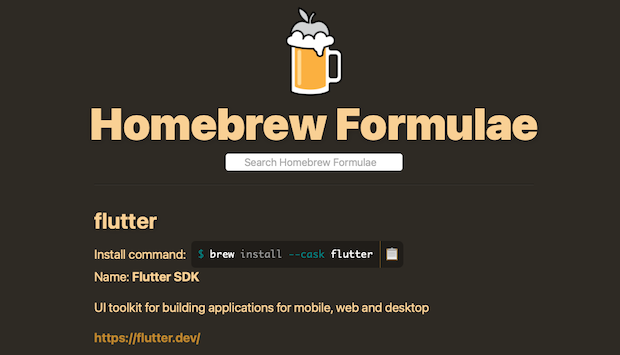 Homebrew Formulae
Search Homebrew Formulae
flutter
Install command: $ brew install --cask flutter
Name: Flutter SDK
UI toolkit for building applications for mobile, web and desktop
https://flutter.dev/